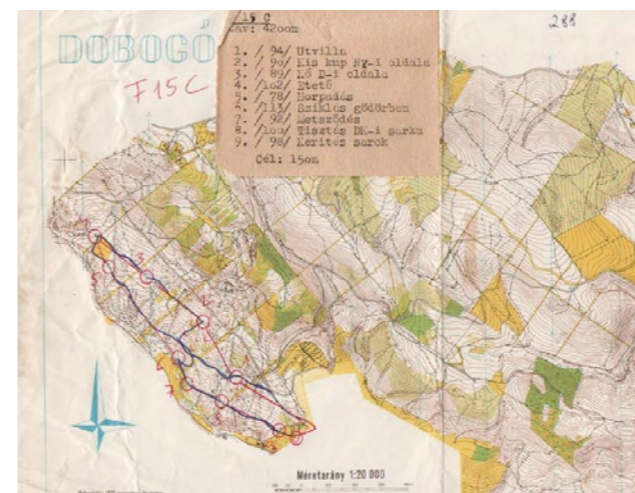 DOBOGÓ
F15C
/15 C
Táv: 4200m
1. / 94/ Utvilla
2. / 90/ Kis kup Ny-i oldala
3. / 89/ Kő D-i oldala
4. /102/ Etető
5. / 78/ Horpadás
6. /113/ Sziklás gödörben
7. / 92/ Metsződés
8. /100/ Tisztás DK-i sarka
9. / 98/ Kerítés sarok
Cél: 150m
288
Méretarány 1:20 000